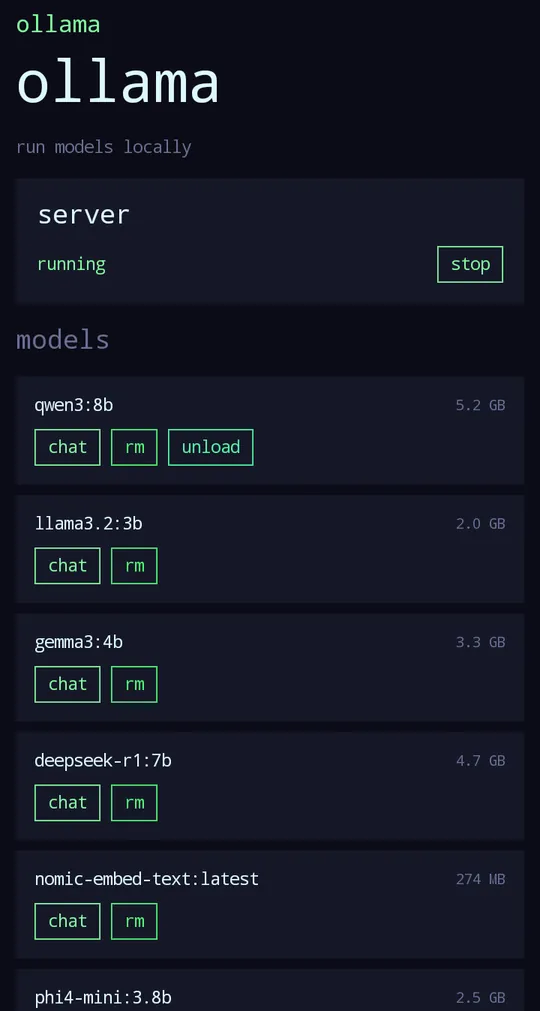 ollama
ollama
run models locally
server
running stop
models
qwen3:8b 5.2 GB
chat rm unload
llama3.2:3b 2.0 GB
chat rm
gemma3:4b 3.3 GB
chat rm
deepseek-r1:7b 4.7 GB
chat rm
nomic-embed-text:latest 274 MB
chat rm
phi4-mini:3.8b 2.5 GB